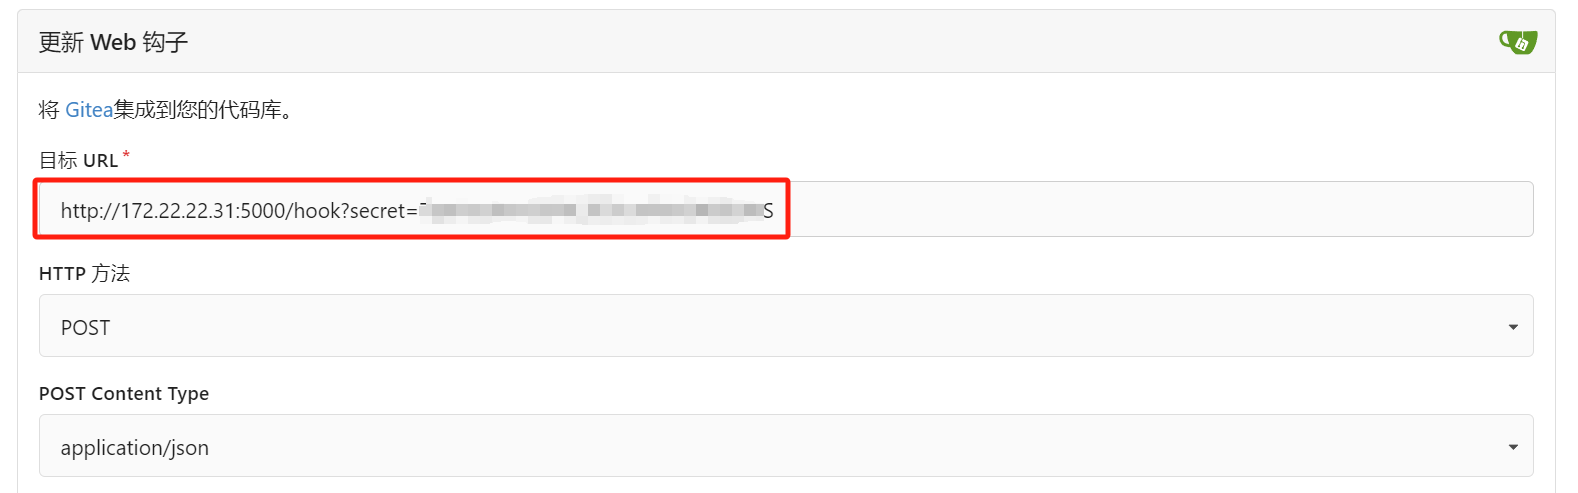 更新 Web 钩子
将 Gitea集成到您的代码库。
目标 URL *
http://172.22.22.31:5000/hook?secret= S
HTTP 方法
POST
POST Content Type
application/json